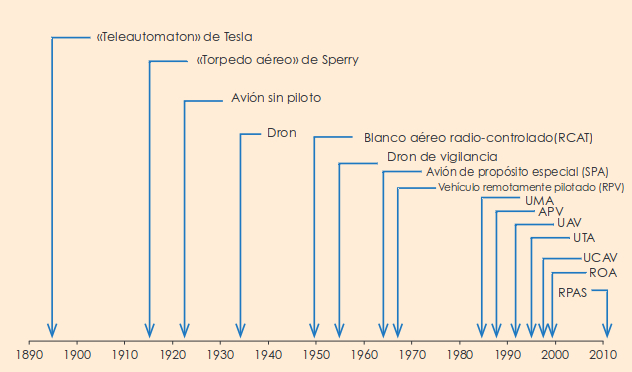 «Teleautomaton» de Tesla
«Torpedo aéreo» de Sperry
Avión sin piloto
Dron
Blanco aéreo radio-controlado(RCAT)
Dron de vigilancia
Avión de propósito especial (SPA)
Vehículo remotamente pilotado (RPV)
UMA
APV
UAV
UTA
UCAV
ROA
RPAS
1890 1900 1910 1920 1930 1940 1950 1960 1970 1980 1990 2000 2010